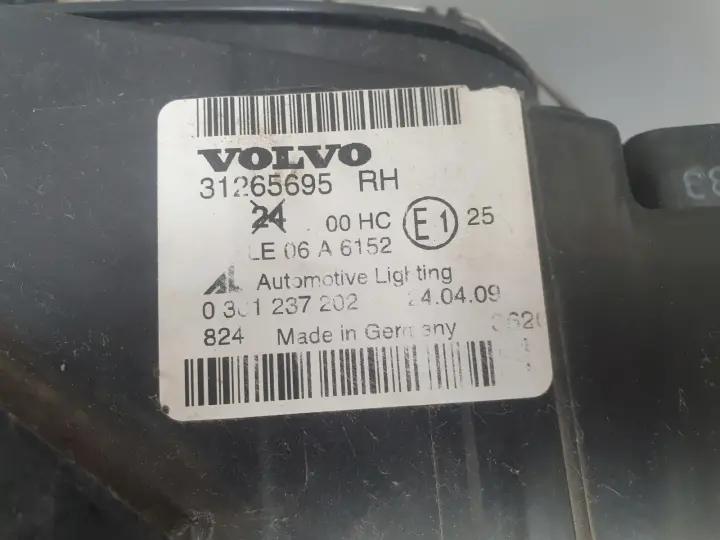 VOLVO
31265695 RH
24 00 HC E1 25
LE 06 A 6152
AL Automotive Lighting
0 301 237 202 24.04.09
824 Made in Germany